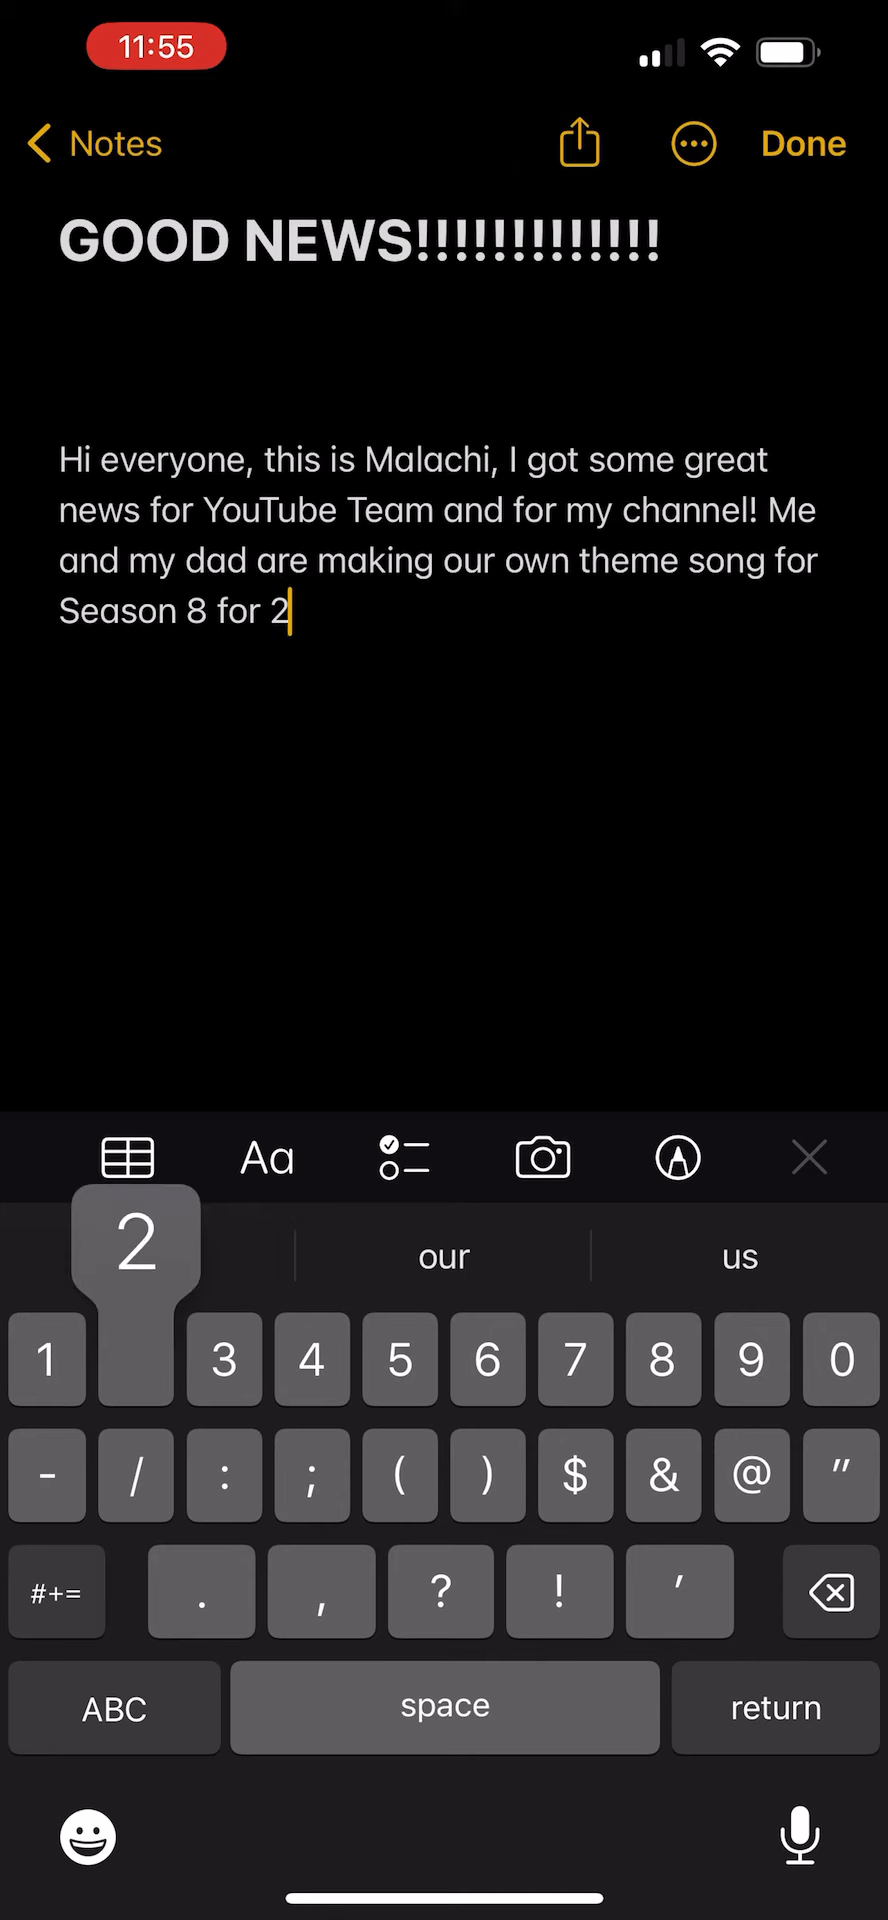 11:55
Notes
Done
GOOD NEWS!!!!!!!!!!!!!
Hi everyone, this is Malachi, I got some great
news for YouTube Team and for my channel! Me
and my dad are making our own theme song for
Season 8 for 2
Aa
2
our
us
1 3 4 5 6 7 8 9 0
- / : ; ( ) $ & @ "
#+= . , ? ! '
ABC space return